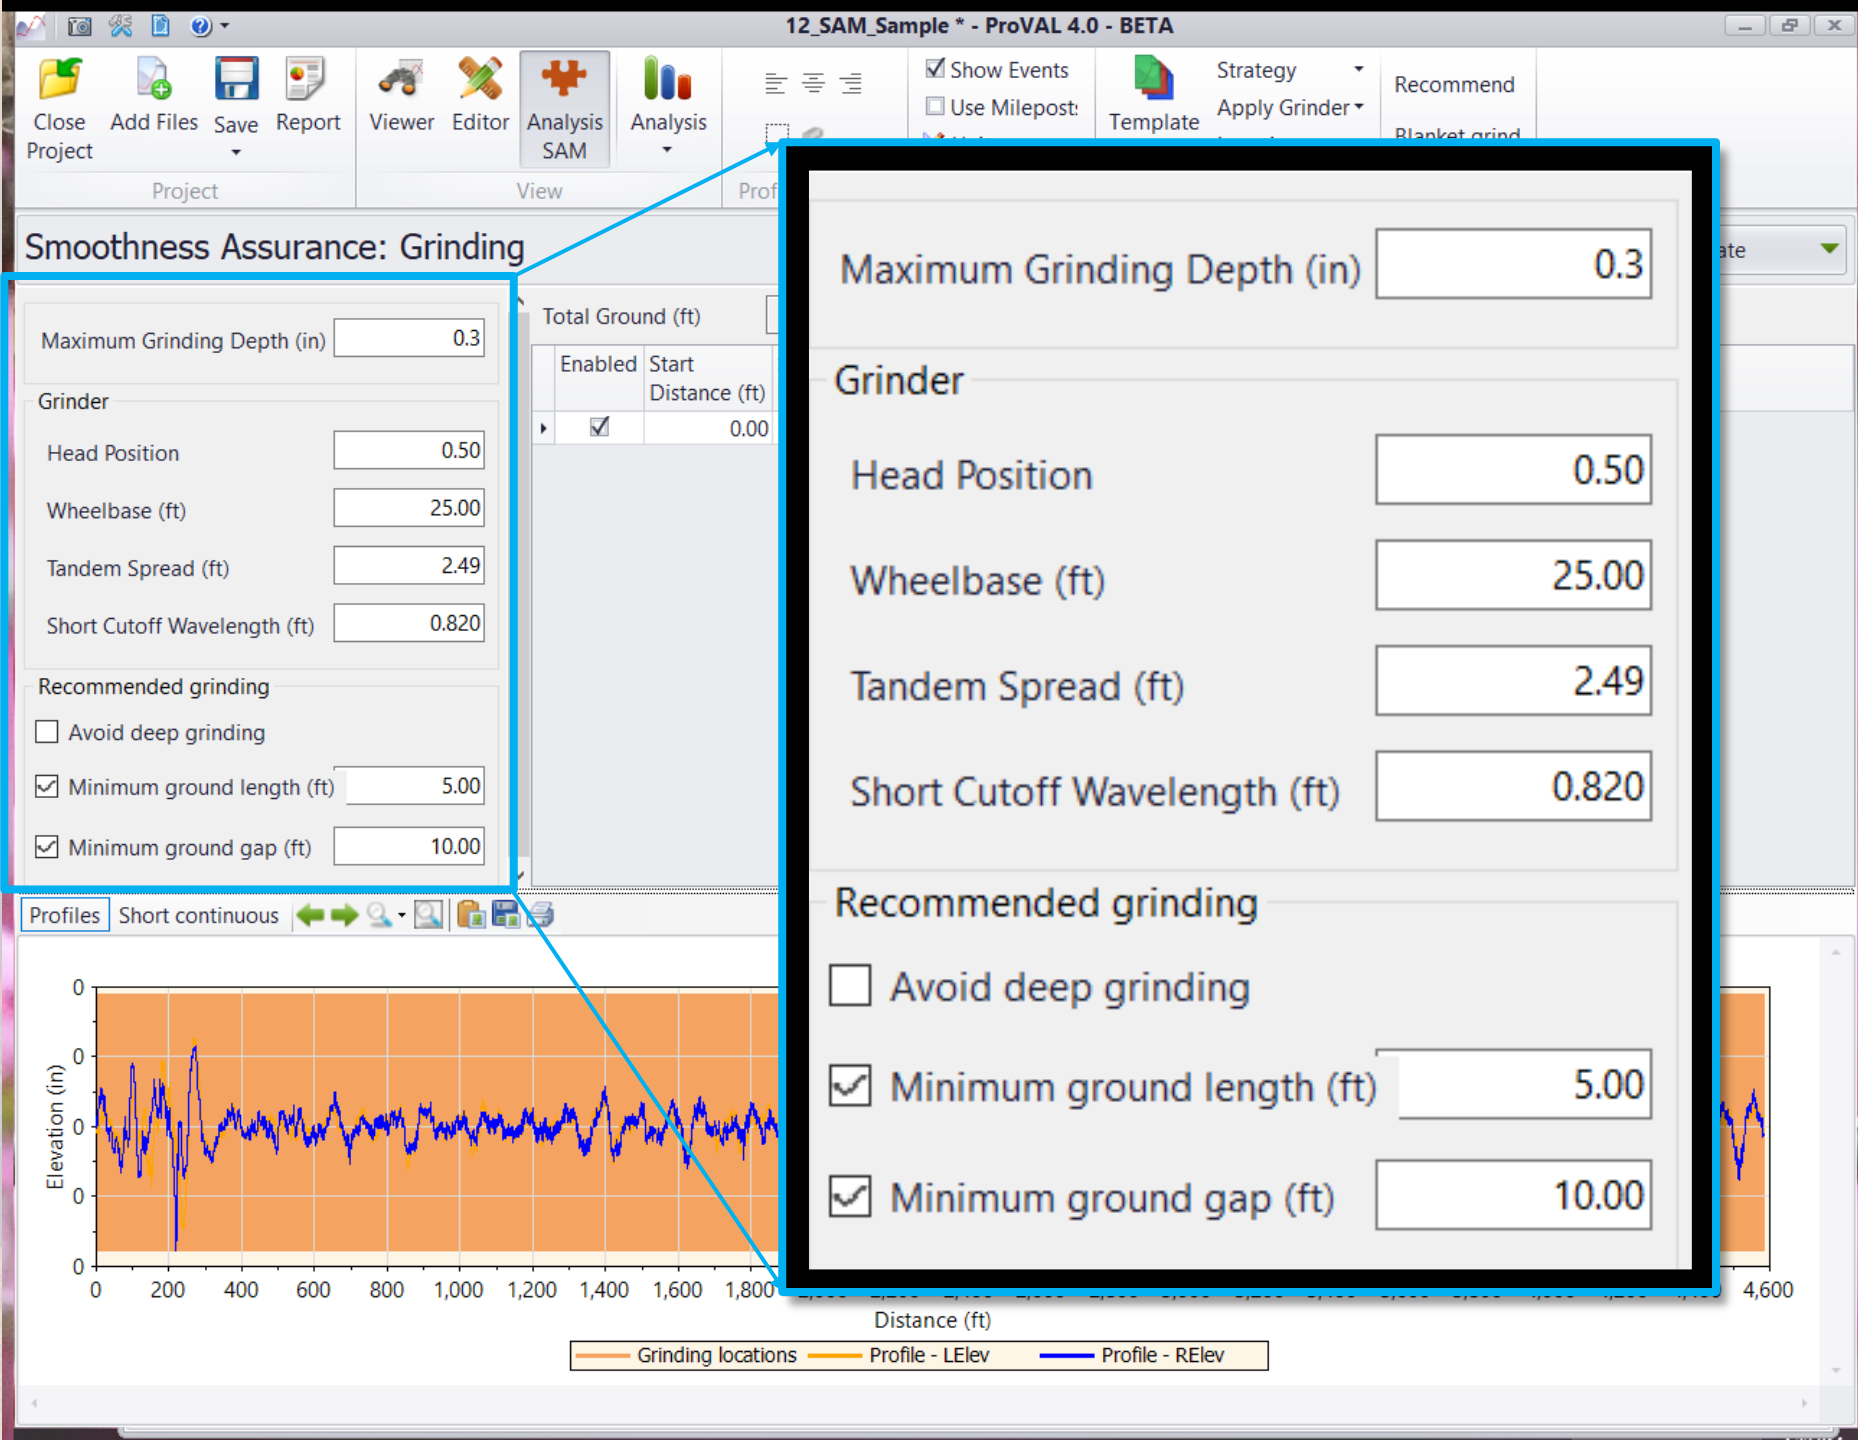 12_SAM_Sample * - ProVAL 4.0 - BETA
Close Project
Add Files
Save
Report
Viewer
Editor
Analysis SAM
Analysis
Show Events
Use Milepost
Template
Strategy
Apply Grinder
Recommend
Blanket grind
Project
View
Prof
Smoothness Assurance: Grinding
ate
Maximum Grinding Depth (in) 0.3
Grinder
Head Position 0.50
Wheelbase (ft) 25.00
Tandem Spread (ft) 2.49
Short Cutoff Wavelength (ft) 0.820
Recommended grinding
Avoid deep grinding
Minimum ground length (ft) 5.00
Minimum ground gap (ft) 10.00
Total Ground (ft)
Enabled
Start Distance (ft)
0.00
Maximum Grinding Depth (in) 0.3
Grinder
Head Position 0.50
Wheelbase (ft) 25.00
Tandem Spread (ft) 2.49
Short Cutoff Wavelength (ft) 0.820
Recommended grinding
Avoid deep grinding
Minimum ground length (ft) 5.00
Minimum ground gap (ft) 10.00
Profiles
Short continuous
Elevation (in)
0
0
0
0
0
0 200 400 600 800 1,000 1,200 1,400 1,600 1,800 4,600
Distance (ft)
Grinding locations
Profile - LElev
Profile - RElev